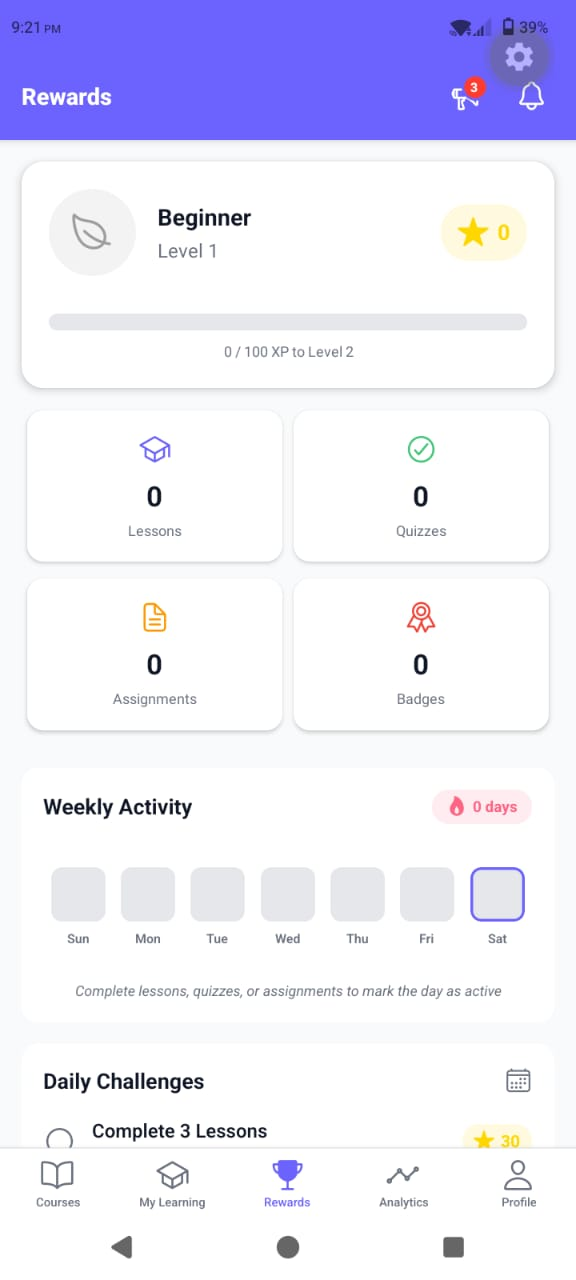 9:21 PM
39%
Rewards
3
Beginner
Level 1
0
0 / 100 XP to Level 2
0
Lessons
0
Quizzes
0
Assignments
0
Badges
Weekly Activity
0 days
Sun Mon Tue Wed Thu Fri Sat
Complete lessons, quizzes, or assignments to mark the day as active
Daily Challenges
Complete 3 Lessons
30
Courses My Learning Rewards Analytics Profile